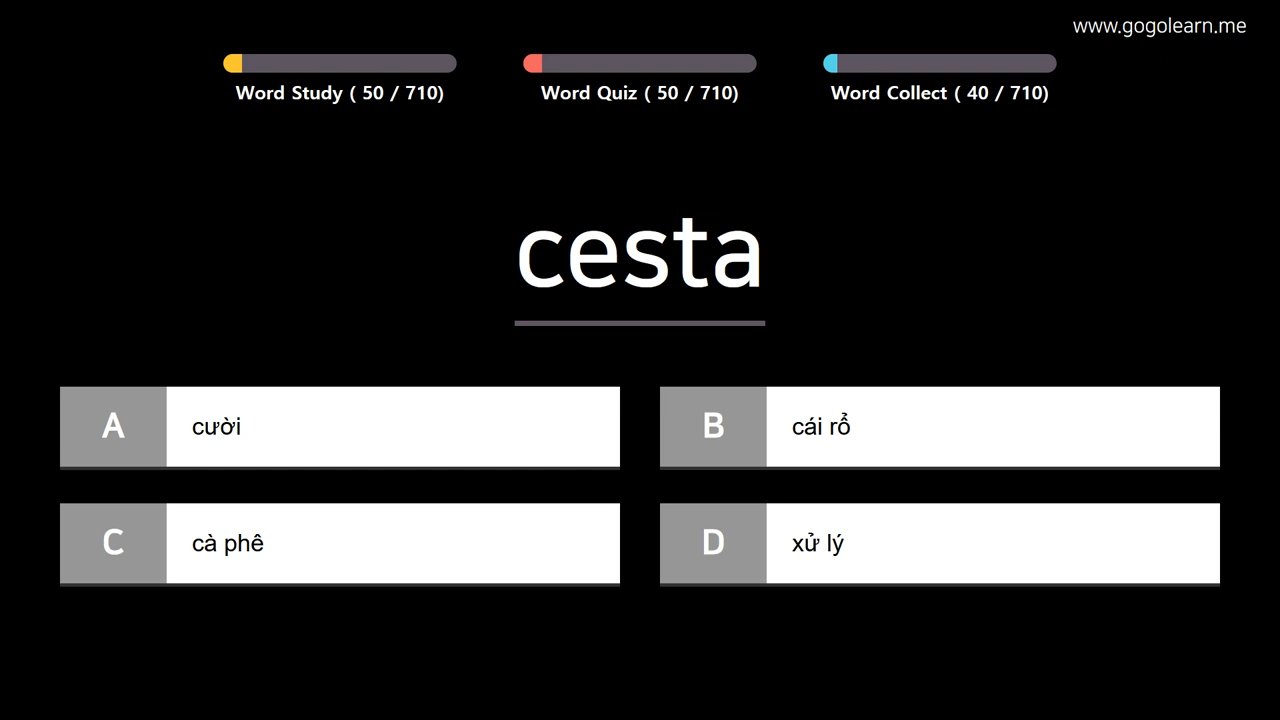 www.gogolearn.me
Word Study ( 50 / 710)
Word Quiz ( 50 / 710)
Word Collect ( 40 / 710)
cesta
A cười
B cái rổ
C cà phê
D xử lý